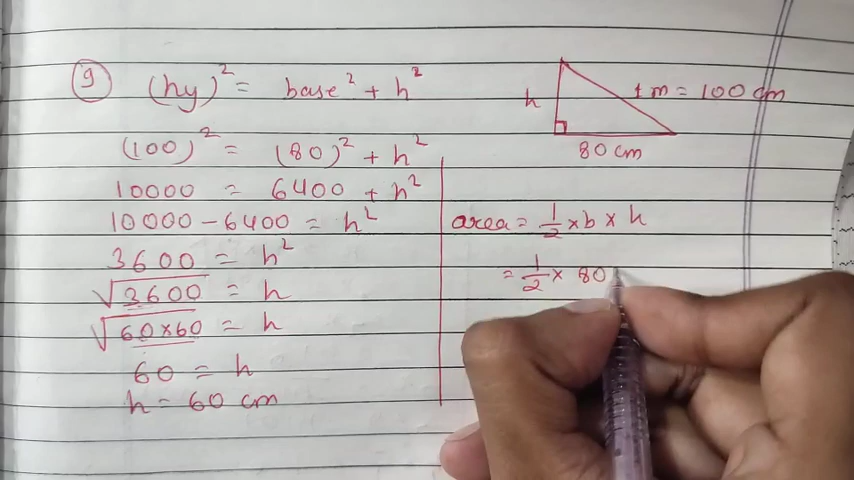 9 (hy)² = base² + h²
h 1 m = 100 cm
80 cm
(100)² = (80)² + h²
10000 = 6400 + h²
10000 - 6400 = h²
3600 = h²
√3600 = h
√60×60 = h
60 = h
h = 60 cm
area = 1/2 × b × h
= 1/2 × 80